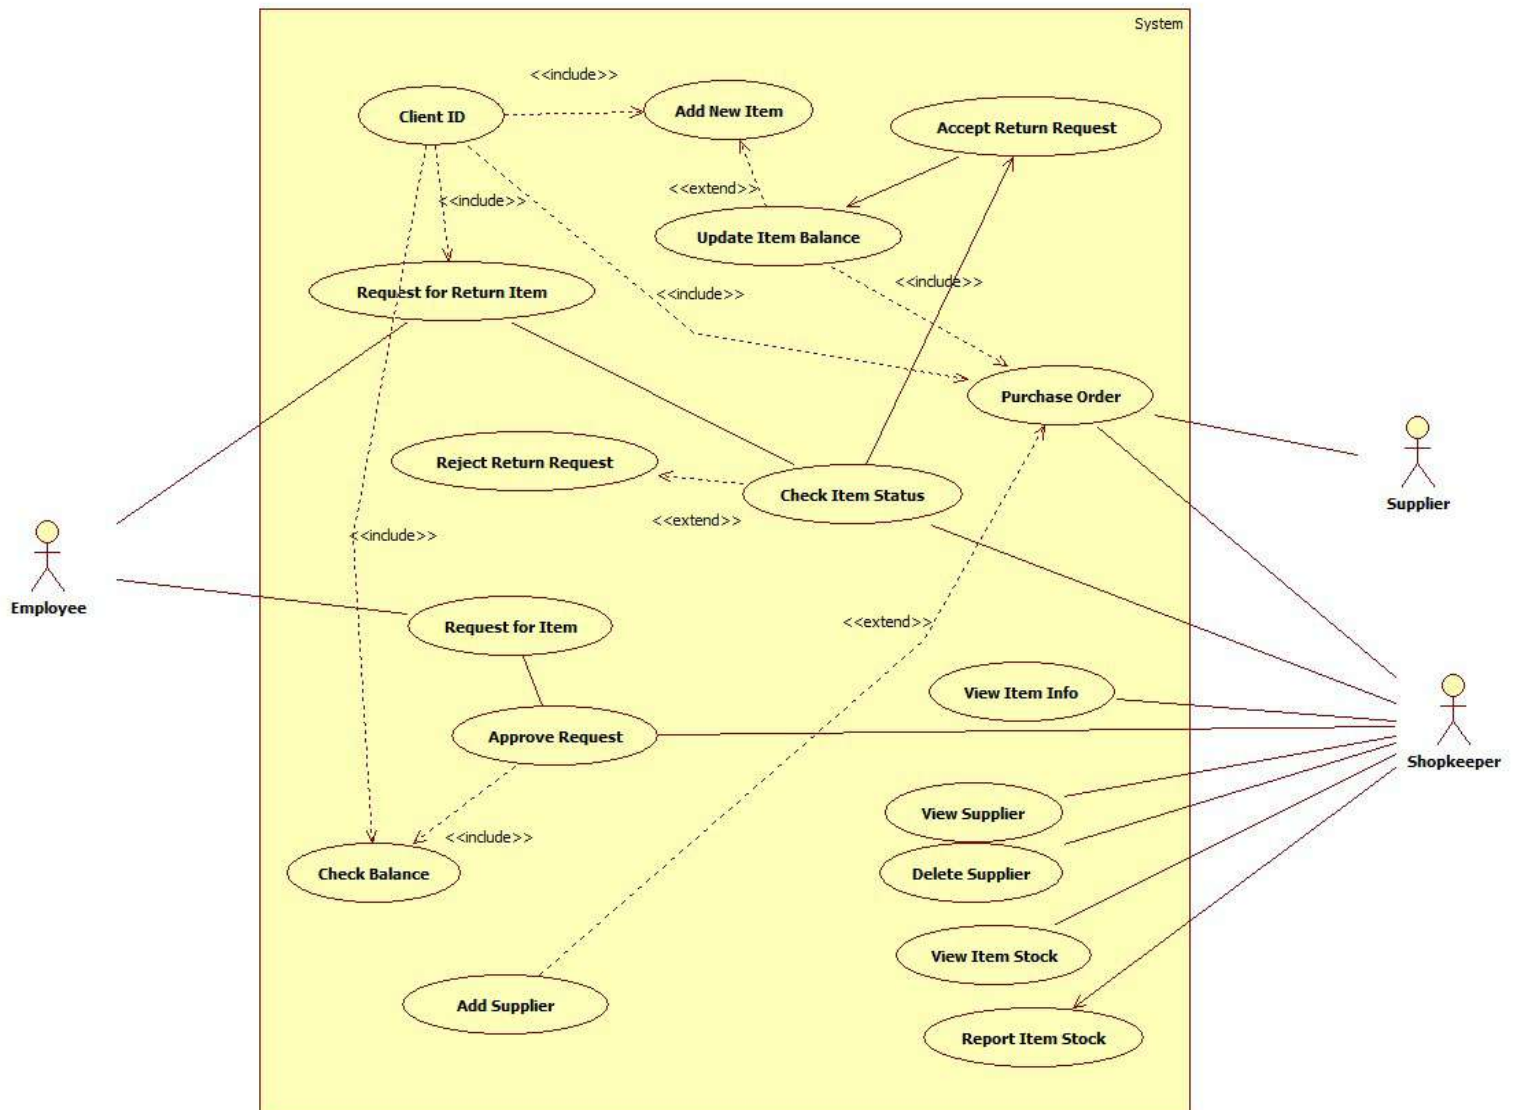 System
<<include>>
Client ID
Add New Item
Accept Return Request
<<extend>>
<<include>>
Update Item Balance
<<include>>
Request for Return Item
<<include>>
Purchase Order
Reject Return Request
Check Item Status
Supplier
<<extend>>
<<include>>
Employee
Request for Item
<<extend>>
View Item Info
Approve Request
Shopkeeper
View Supplier
<<include>>
Check Balance
Delete Supplier
View Item Stock
Add Supplier
Report Item Stock